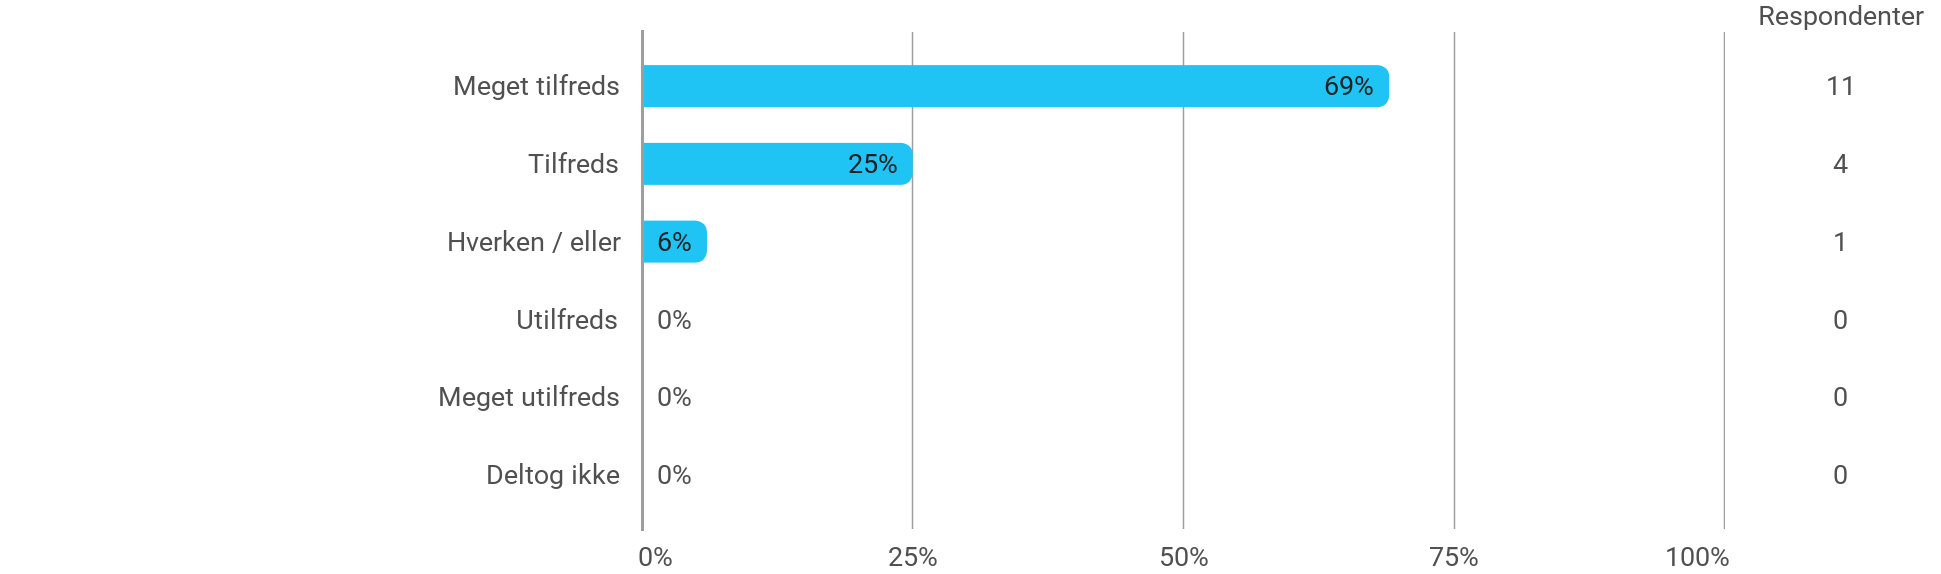 Respondenter
Meget tilfreds 69% 11
Tilfreds 25% 4
Hverken / eller 6% 1
Utilfreds 0% 0
Meget utilfreds 0% 0
Deltog ikke 0% 0
0% 25% 50% 75% 100%